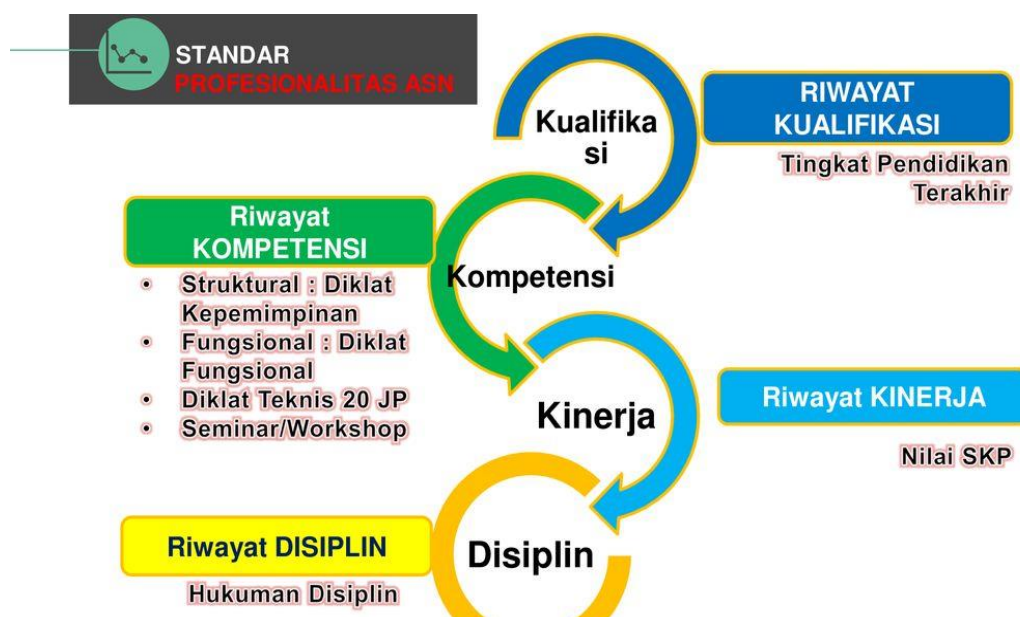 STANDAR
PROFESIONALITAS ASN
Kualifika
si
RIWAYAT
KUALIFIKASI
Tingkat Pendidikan
Terakhir
Riwayat
KOMPETENSI
• Struktural : Diklat
Kepemimpinan
• Fungsional : Diklat
Fungsional
• Diklat Teknis 20 JP
• Seminar/Workshop
Kompetensi
Kinerja
Riwayat KINERJA
Nilai SKP
Riwayat DISIPLIN
Hukuman Disiplin
Disiplin